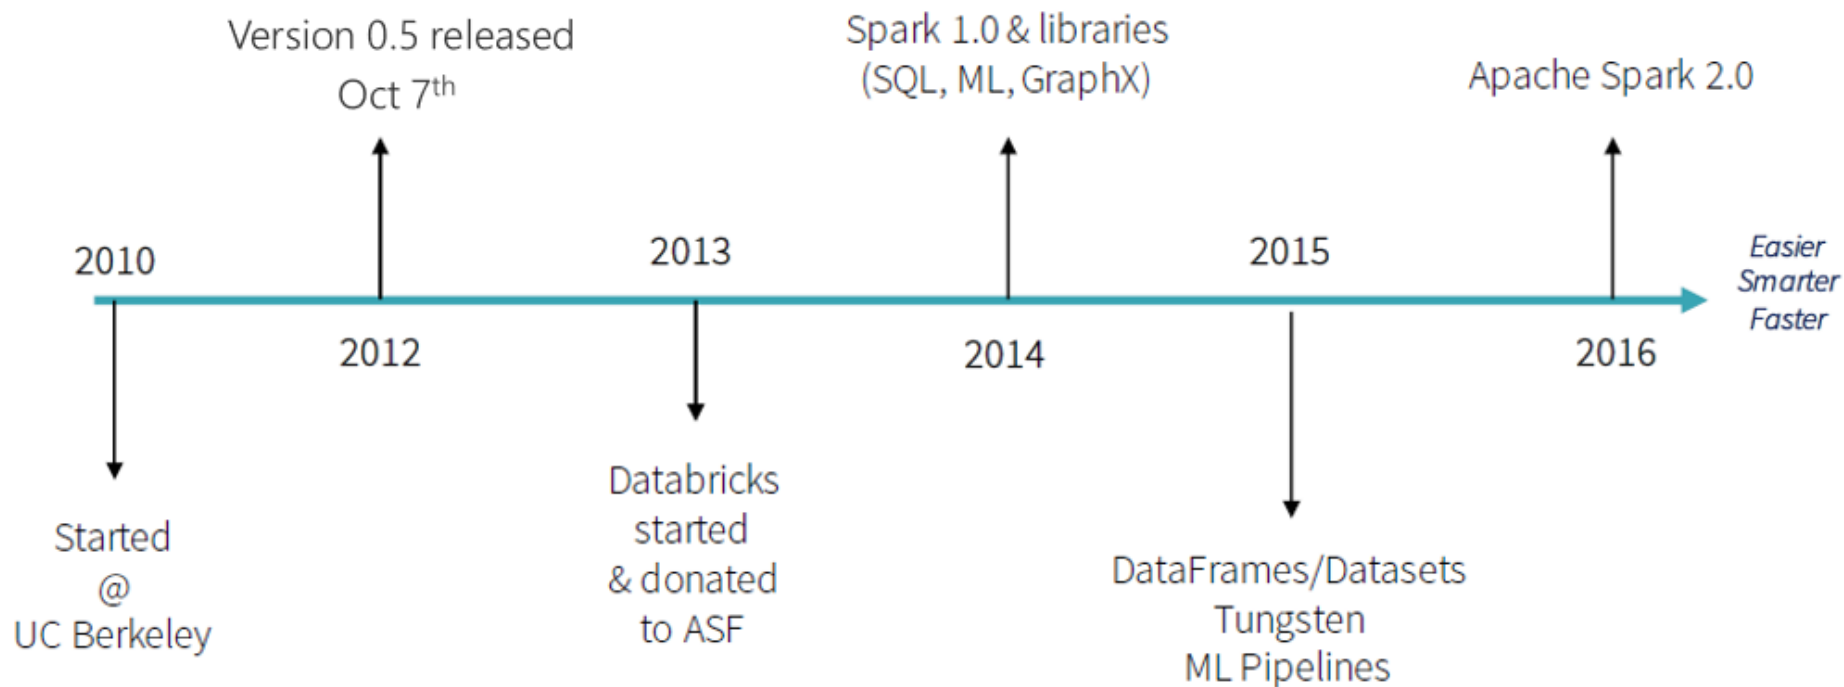 Version 0.5 released
Oct 7th
Spark 1.0 & libraries
(SQL, ML, GraphX)
Apache Spark 2.0
2010
2013
2015
Easier
Smarter
Faster
2012
2014
2016
Started
@
UC Berkeley
Databricks
started
& donated
to ASF
DataFrames/Datasets
Tungsten
ML Pipelines